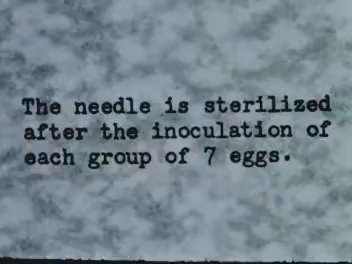 The needle is sterilized
after the inoculation of
each group of 7 eggs.